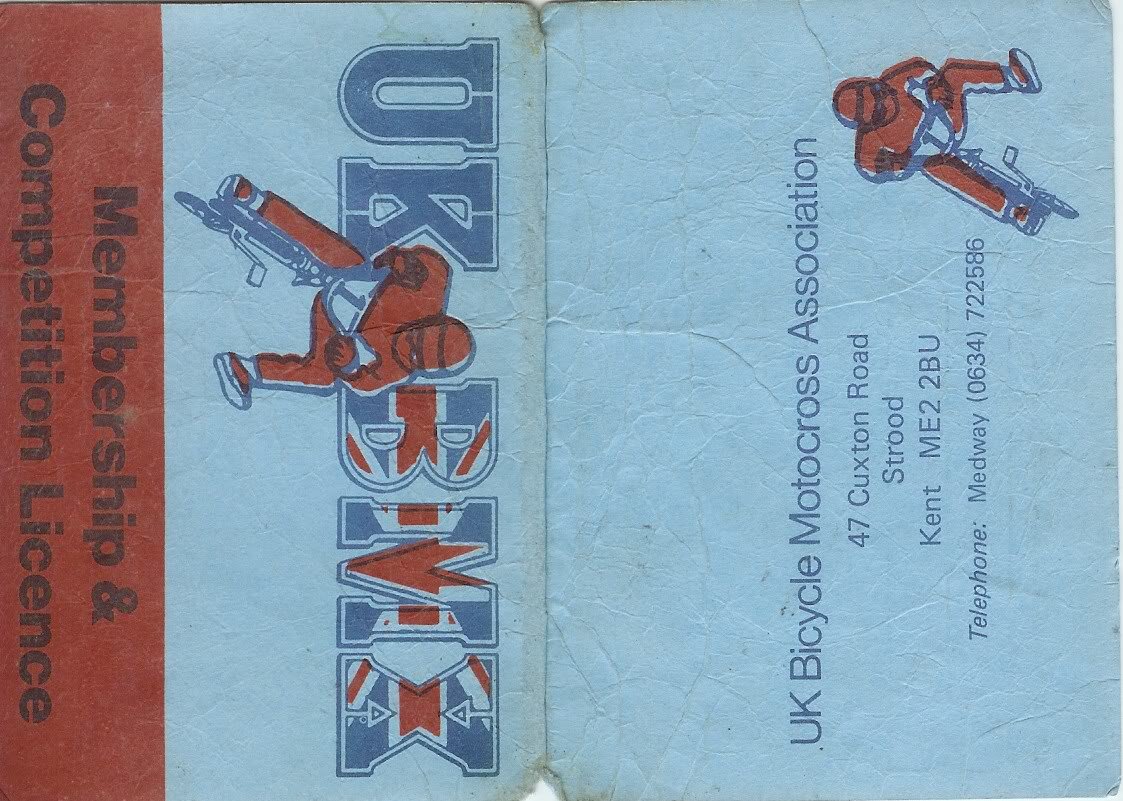 UK BMX
Membership &
Competition Licence
UK Bicycle Motocross Association
47 Cuxton Road
Strood
Kent ME2 2BU
Telephone: Medway (0634) 722586